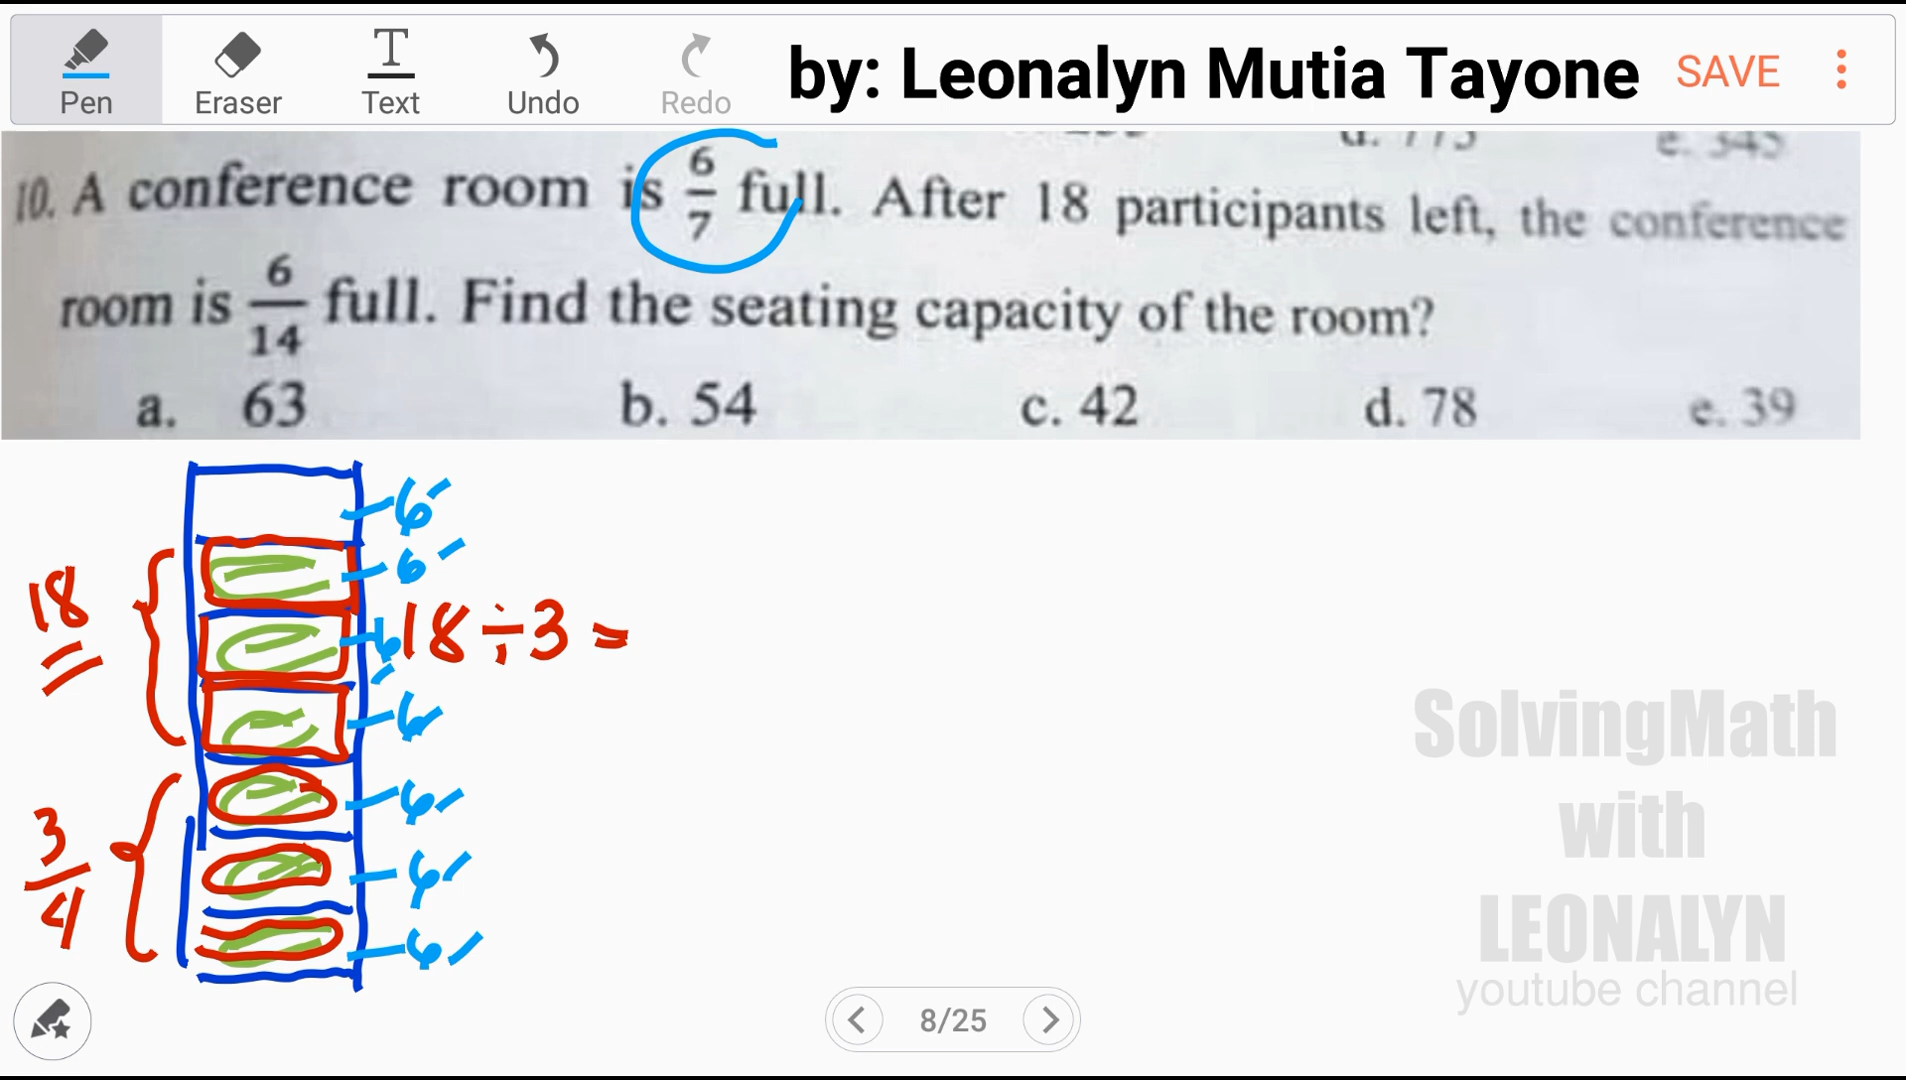 Pen Eraser Text Undo Redo by: Leonalyn Mutia Tayone SAVE
e. 345
10. A conference room is 6/7 full. After 18 participants left, the conference
room is 6/14 full. Find the seating capacity of the room?
a. 63 b. 54 c. 42 d. 78 e. 39
6
6
18
6 18 ÷ 3 =
6
6
3/4
6
6
SolvingMath
with
LEONALYN
youtube channel
8/25